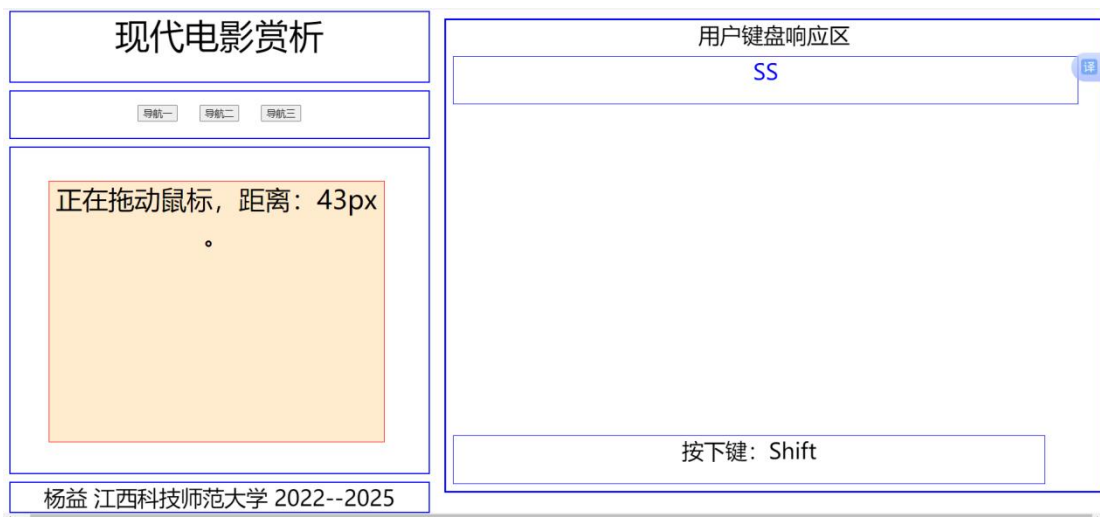 现代电影赏析
导航一 导航二 导航三
正在拖动鼠标，距离：43px
。
杨益 江西科技师范大学 2022--2025
用户键盘响应区
SS
译
按下键：Shift